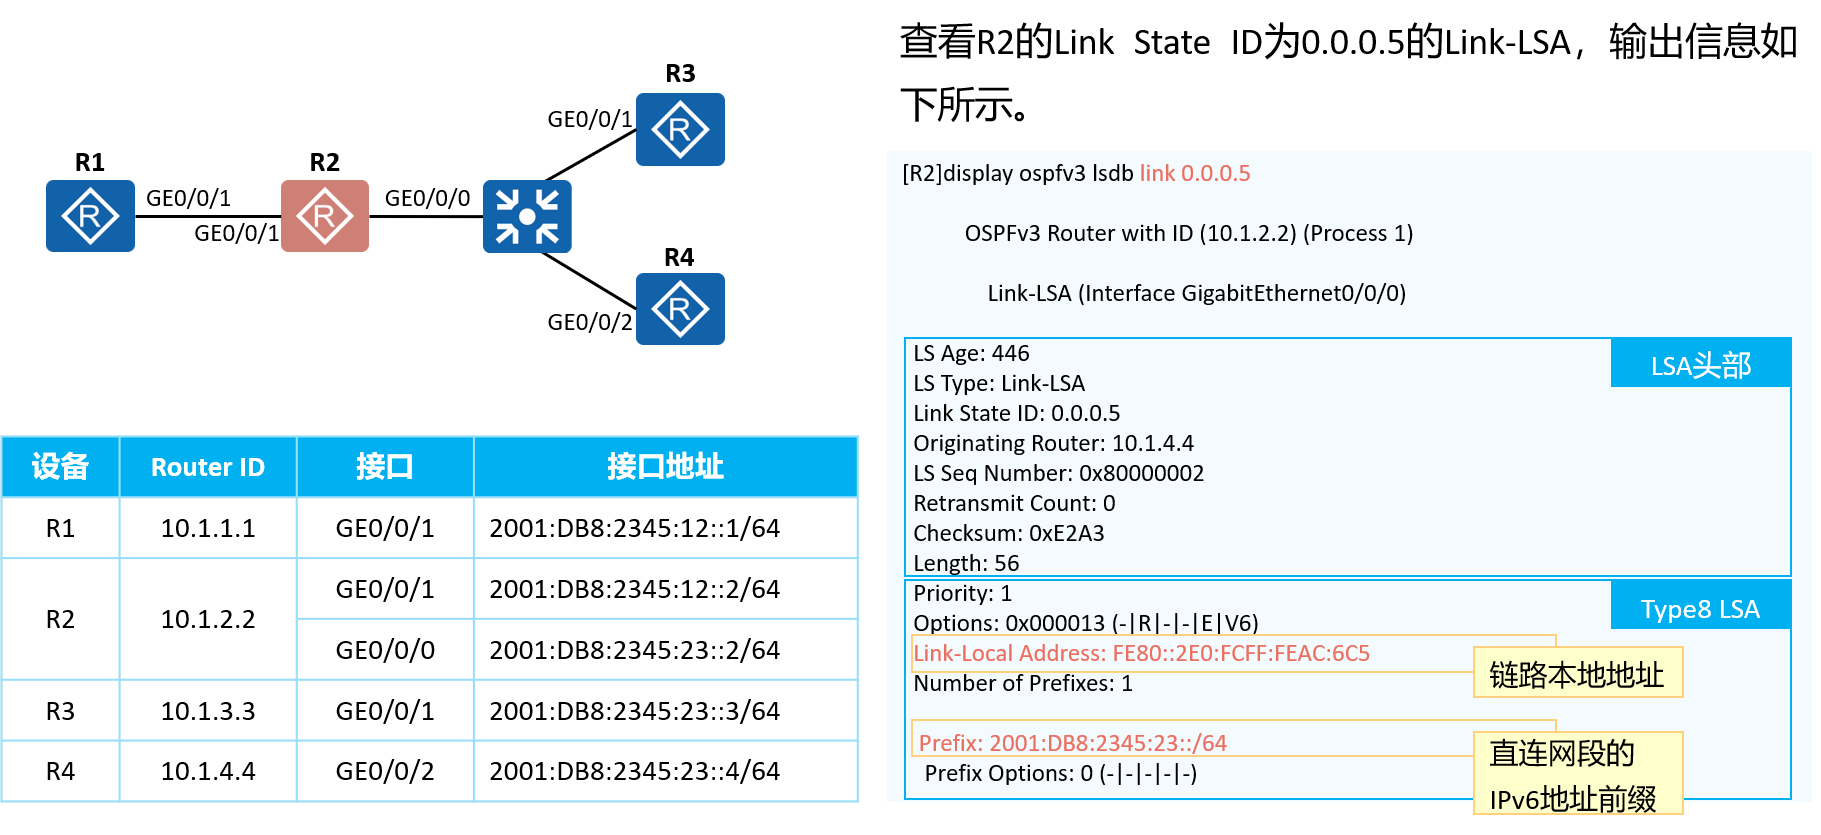 查看R2的Link State ID为0.0.0.5的Link-LSA，输出信息如
下所示。
R3
GE0/0/1
R
R1
R2
GE0/0/1
GE0/0/0
R
R
GE0/0/1
R4
R
GE0/0/2
设备 Router ID 接口 接口地址
R1 10.1.1.1 GE0/0/1 2001:DB8:2345:12::1/64
R2 10.1.2.2 GE0/0/1 2001:DB8:2345:12::2/64
GE0/0/0 2001:DB8:2345:23::2/64
R3 10.1.3.3 GE0/0/1 2001:DB8:2345:23::3/64
R4 10.1.4.4 GE0/0/2 2001:DB8:2345:23::4/64
[R2]display ospfv3 lsdb link 0.0.0.5
OSPFv3 Router with ID (10.1.2.2) (Process 1)
Link-LSA (Interface GigabitEthernet0/0/0)
LSA头部
LS Age: 446
LS Type: Link-LSA
Link State ID: 0.0.0.5
Originating Router: 10.1.4.4
LS Seq Number: 0x80000002
Retransmit Count: 0
Checksum: 0xE2A3
Length: 56
Type8 LSA
Priority: 1
Options: 0x000013 (-|R|-|-|E|V6)
Link-Local Address: FE80::2E0:FCFF:FEAC:6C5
链路本地地址
Number of Prefixes: 1
Prefix: 2001:DB8:2345:23::/64
直连网段的
IPv6地址前缀
Prefix Options: 0 (-|-|-|-|-)